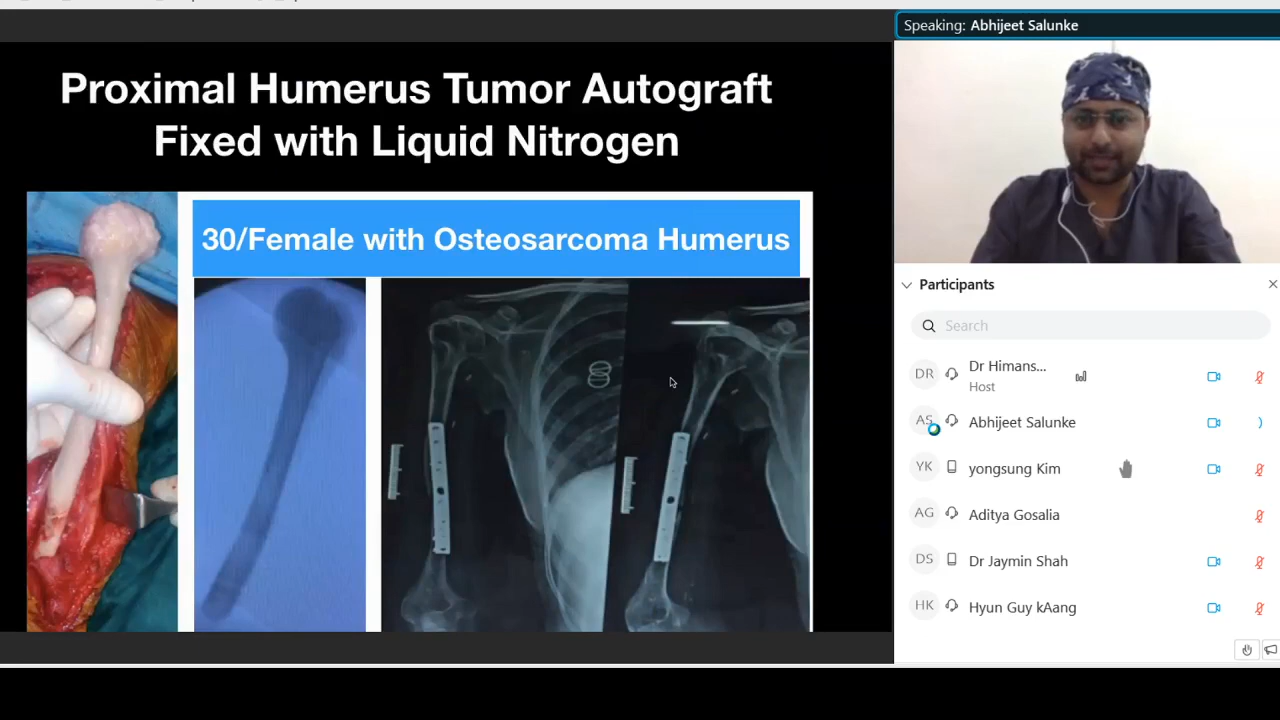 Speaking: Abhijeet Salunke
Proximal Humerus Tumor Autograft
Fixed with Liquid Nitrogen
30/Female with Osteosarcoma Humerus
Participants
Search
DR
Dr Himans...
Host
AS
Abhijeet Salunke
YK
yongsung Kim
AG
Aditya Gosalia
DS
Dr Jaymin Shah
HK
Hyun Guy kAang